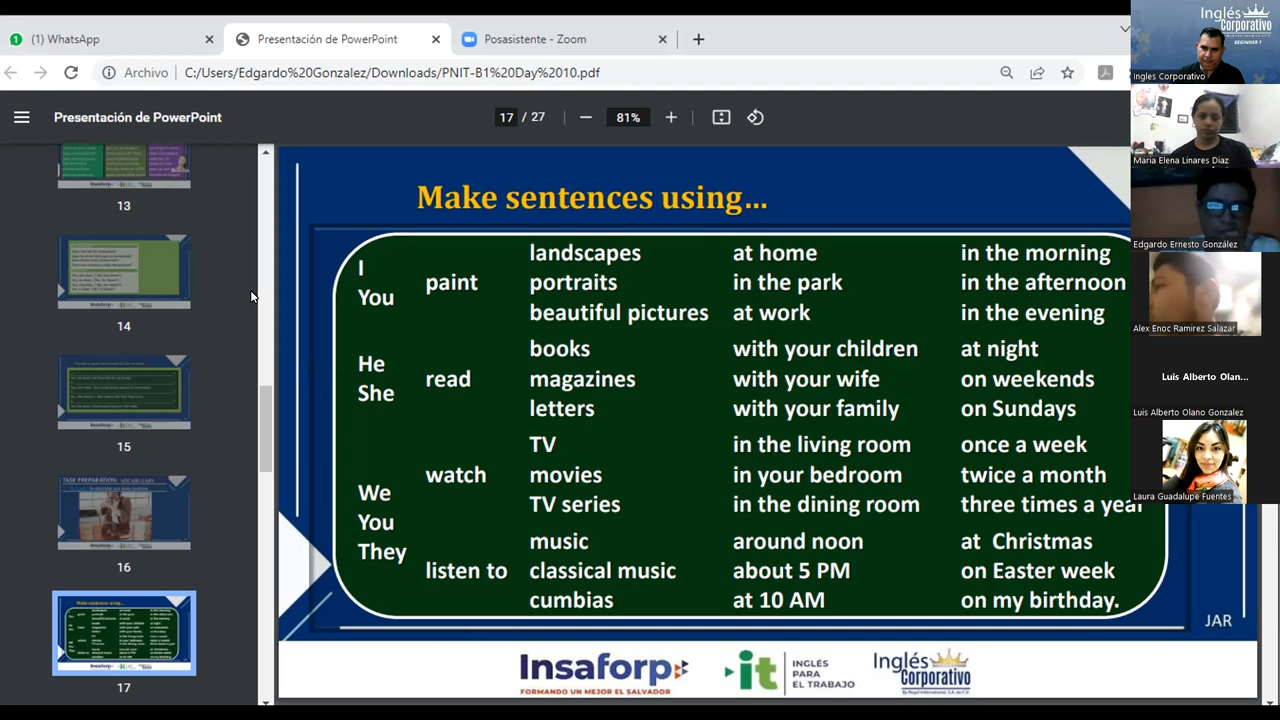 (1) WhatsApp
Presentación de PowerPoint
Posasistente - Zoom
Archivo
C:/Users/Edgardo%20Gonzalez/Downloads/PNIT-B1%20Day%2010.pdf
Presentación de PowerPoint
17 / 27
81%
13
14
15
TASK PREPARATION: VOCABULARY
16
17
Make sentences using...
I
You
He
She
We
You
They
paint
read
watch
listen to
landscapes
portraits
beautiful pictures
books
magazines
letters
TV
movies
TV series
music
classical music
cumbias
at home
in the park
at work
with your children
with your wife
with your family
in the living room
in your bedroom
in the dining room
around noon
about 5 PM
at 10 AM
in the morning
in the afternoon
in the evening
at night
on weekends
on Sundays
once a week
twice a month
three times a year
at Christmas
on Easter week
on my birthday.
JAR
Insaforp
FORMANDO UN MEJOR EL SALVADOR
it
INGLÉS
PARA
EL TRABAJO
Inglés
Corporativo
Inglés
Corporativo
BEGINNER 1
Ingles Corporativo
Maria Elena Linares Diaz
Edgardo Ernesto González
Alex Enoc Ramirez Salazar
Luis Alberto Olan...
Luis Alberto Olano Gonzalez
Laura Guadalupe Fuentes